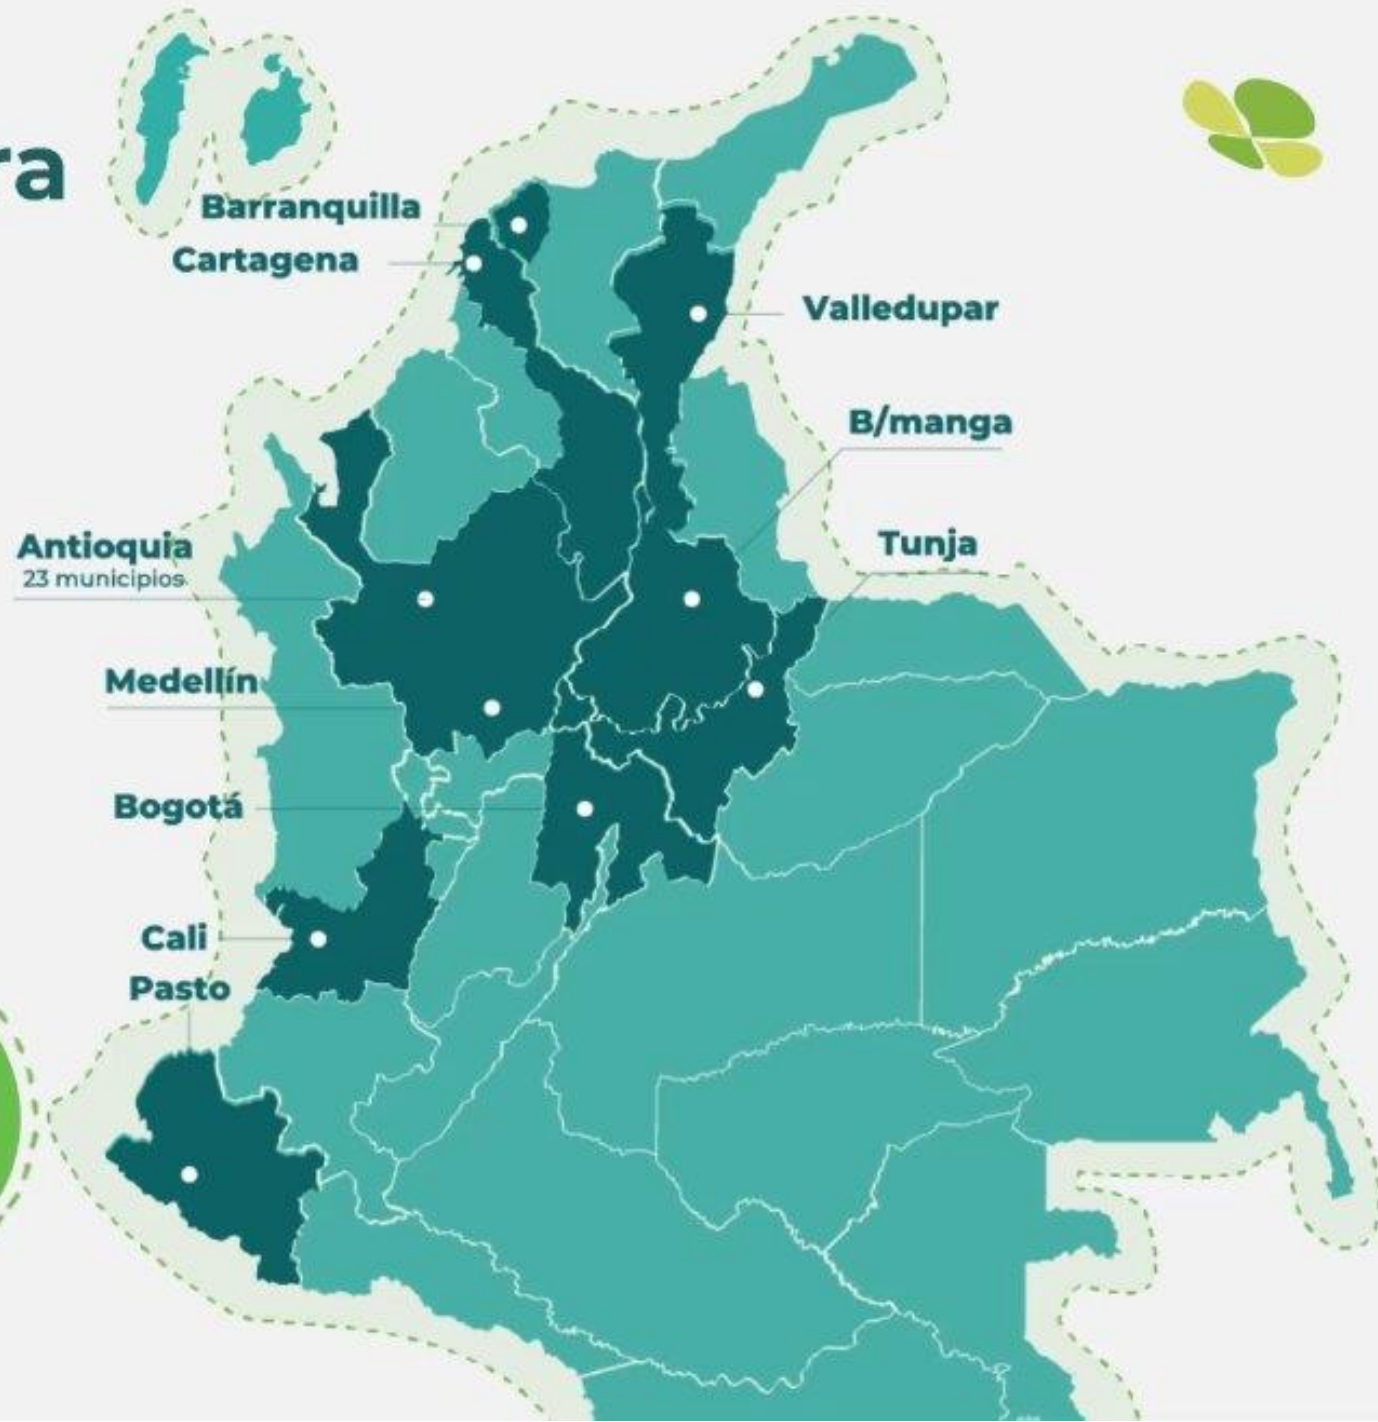 ra
Barranquilla
Cartagena
Valledupar
B/manga
Antioquia
23 municipios
Tunja
Medellín
Bogotá
Cali
Pasto